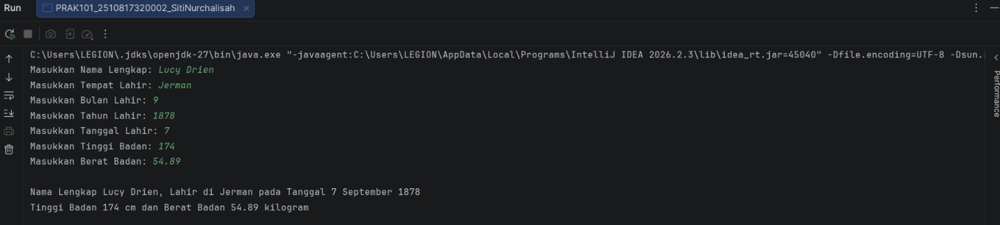 Run PRAK101_2510817320002_SitiNurchalisah
C:\Users\LEGION\.jdks\openjdk-27\bin\java.exe "-javaagent:C:\Users\LEGION\AppData\Local\Programs\IntelliJ IDEA 2026.2.3\lib\idea_rt.jar=45040" -Dfile.encoding=UTF-8 -Dsun.
Masukkan Nama Lengkap: Lucy Drien
Masukkan Tempat Lahir: Jerman
Masukkan Bulan Lahir: 9
Masukkan Tahun Lahir: 1878
Masukkan Tanggal Lahir: 7
Masukkan Tinggi Badan: 174
Masukkan Berat Badan: 54.89
Nama Lengkap Lucy Drien, Lahir di Jerman pada Tanggal 7 September 1878
Tinggi Badan 174 cm dan Berat Badan 54.89 kilogram
Performance